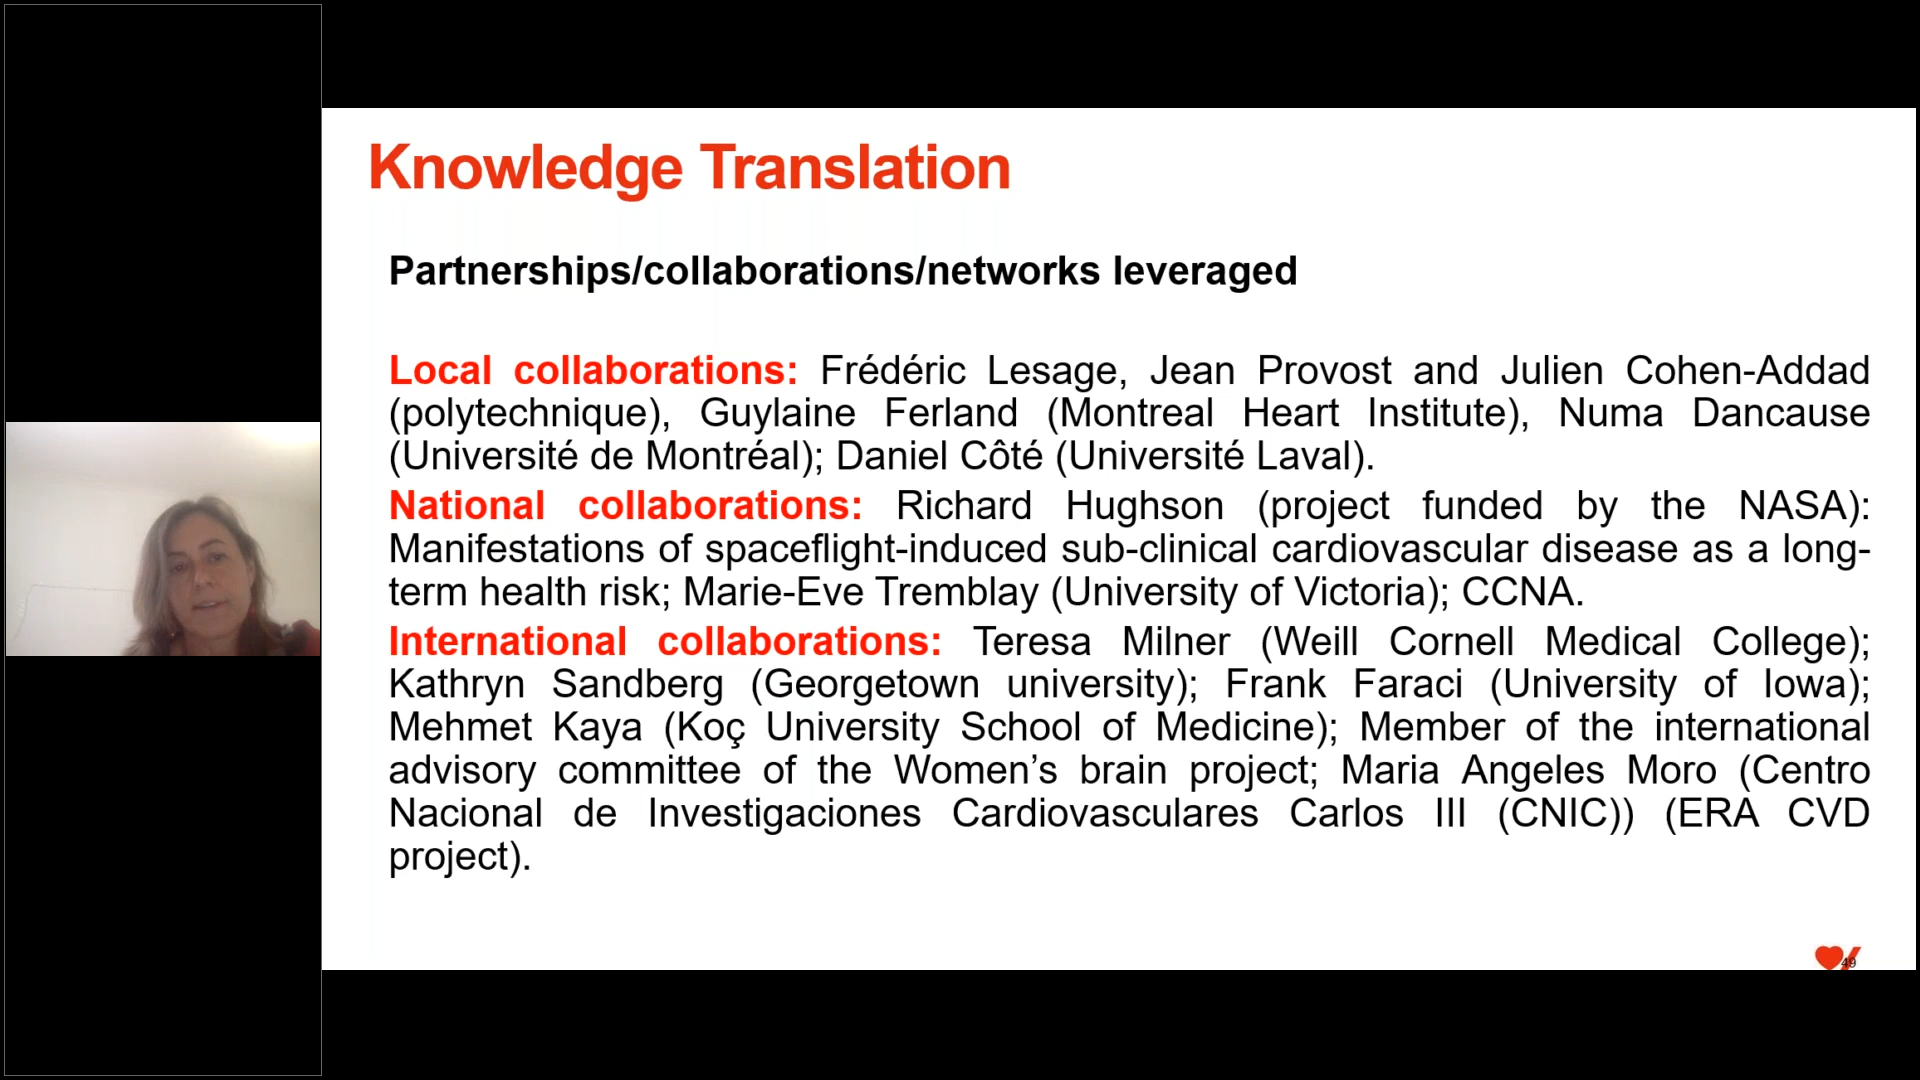 Knowledge Translation
Partnerships/collaborations/networks leveraged
Local collaborations: Frédéric Lesage, Jean Provost and Julien Cohen-Addad
(polytechnique), Guylaine Ferland (Montreal Heart Institute), Numa Dancause
(Université de Montréal); Daniel Côté (Université Laval).
National collaborations: Richard Hughson (project funded by the NASA):
Manifestations of spaceflight-induced sub-clinical cardiovascular disease as a long-
term health risk; Marie-Eve Tremblay (University of Victoria); CCNA.
International collaborations: Teresa Milner (Weill Cornell Medical College);
Kathryn Sandberg (Georgetown university); Frank Faraci (University of Iowa);
Mehmet Kaya (Koç University School of Medicine); Member of the international
advisory committee of the Women’s brain project; Maria Angeles Moro (Centro
Nacional de Investigaciones Cardiovasculares Carlos III (CNIC)) (ERA CVD
project).
49